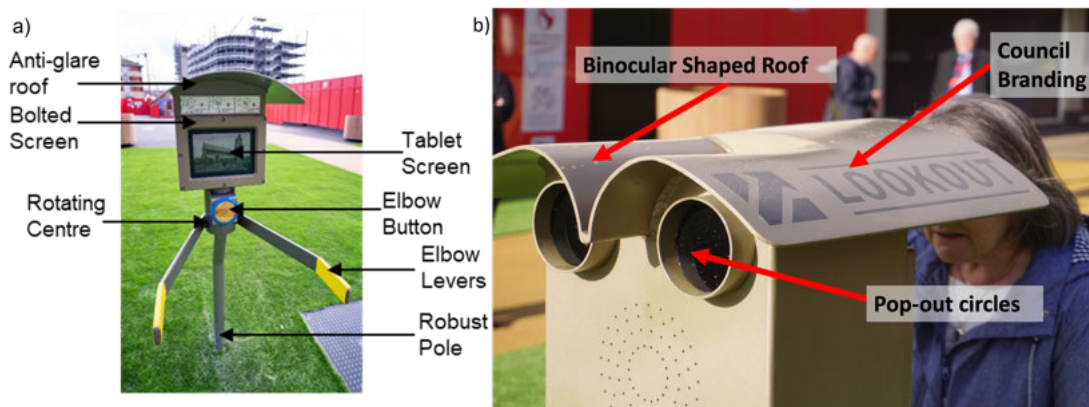 a)
Anti-glare
roof
Bolted
Screen
Rotating
Centre
Tablet
Screen
Elbow
Button
Elbow
Levers
Robust
Pole
b)
Binocular Shaped Roof
Council
Branding
LOOKOUT
Pop-out circles